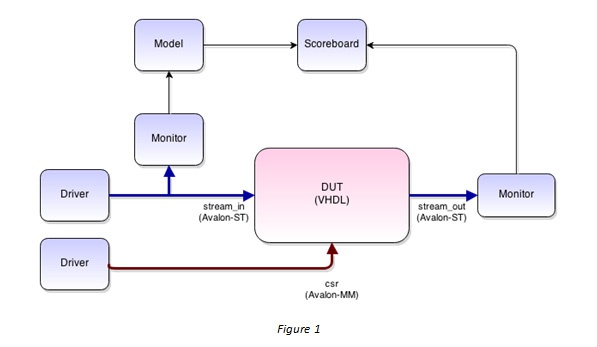 Model
Scoreboard
Monitor
Driver
DUT
(VHDL)
stream_in
(Avalon-ST)
stream_out
(Avalon-ST)
Monitor
Driver
csr
(Avalon-MM)
Figure 1